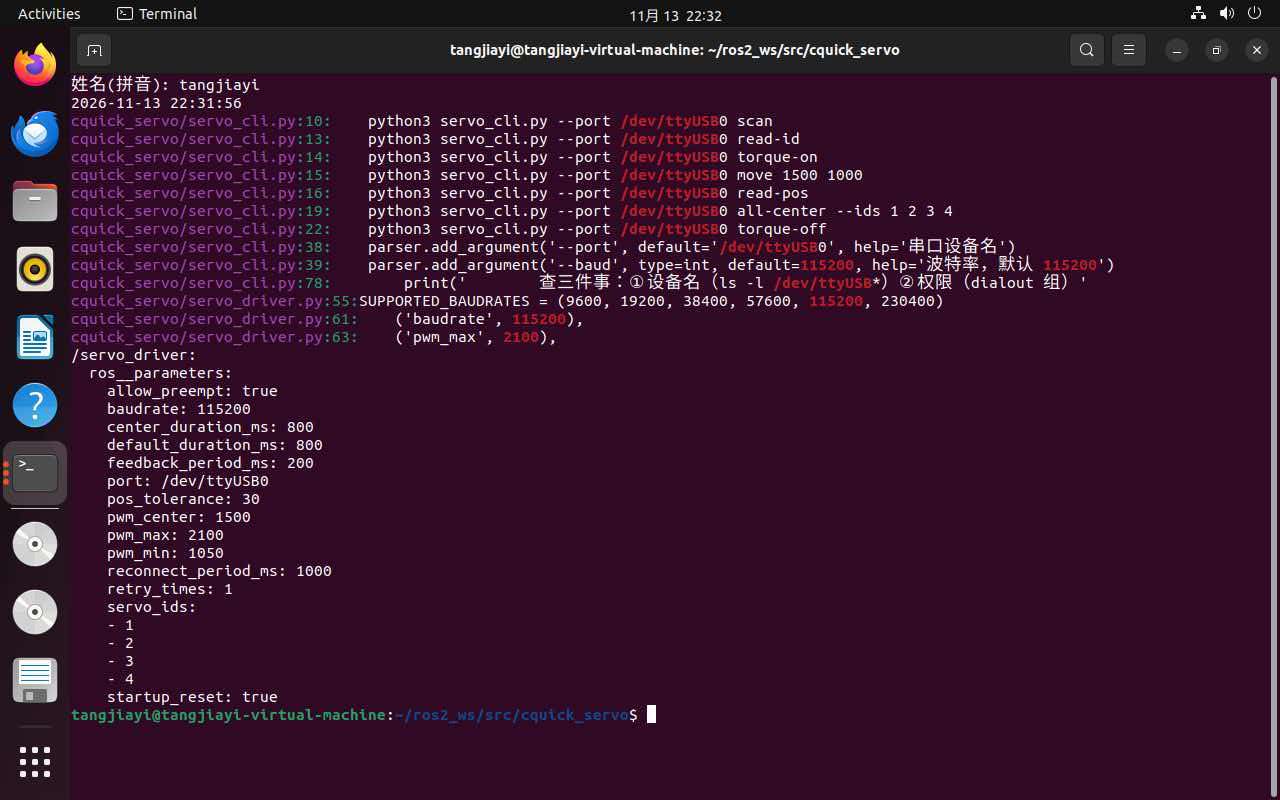 Activities
Terminal
11月 13 22:32
tangjiayi@tangjiayi-virtual-machine: ~/ros2_ws/src/cquick_servo
姓名(拼音): tangjiayi
2026-11-13 22:31:56
cquick_servo/servo_cli.py:10:    python3 servo_cli.py --port /dev/ttyUSB0 scan
cquick_servo/servo_cli.py:13:    python3 servo_cli.py --port /dev/ttyUSB0 read-id
cquick_servo/servo_cli.py:14:    python3 servo_cli.py --port /dev/ttyUSB0 torque-on
cquick_servo/servo_cli.py:15:    python3 servo_cli.py --port /dev/ttyUSB0 move 1500 1000
cquick_servo/servo_cli.py:16:    python3 servo_cli.py --port /dev/ttyUSB0 read-pos
cquick_servo/servo_cli.py:19:    python3 servo_cli.py --port /dev/ttyUSB0 all-center --ids 1 2 3 4
cquick_servo/servo_cli.py:22:    python3 servo_cli.py --port /dev/ttyUSB0 torque-off
cquick_servo/servo_cli.py:38:    parser.add_argument('--port', default='/dev/ttyUSB0', help='串口设备名')
cquick_servo/servo_cli.py:39:    parser.add_argument('--baud', type=int, default=115200, help='波特率，默认 115200')
cquick_servo/servo_cli.py:78:        print('        查三件事：①设备名（ls -l /dev/ttyUSB*）②权限（dialout 组）'
cquick_servo/servo_driver.py:55:SUPPORTED_BAUDRATES = (9600, 19200, 38400, 57600, 115200, 230400)
cquick_servo/servo_driver.py:61:    ('baudrate', 115200),
cquick_servo/servo_driver.py:63:    ('pwm_max', 2100),
/servo_driver:
  ros__parameters:
    allow_preempt: true
    baudrate: 115200
    center_duration_ms: 800
    default_duration_ms: 800
    feedback_period_ms: 200
    port: /dev/ttyUSB0
    pos_tolerance: 30
    pwm_center: 1500
    pwm_max: 2100
    pwm_min: 1050
    reconnect_period_ms: 1000
    retry_times: 1
    servo_ids:
    - 1
    - 2
    - 3
    - 4
    startup_reset: true
tangjiayi@tangjiayi-virtual-machine:~/ros2_ws/src/cquick_servo$